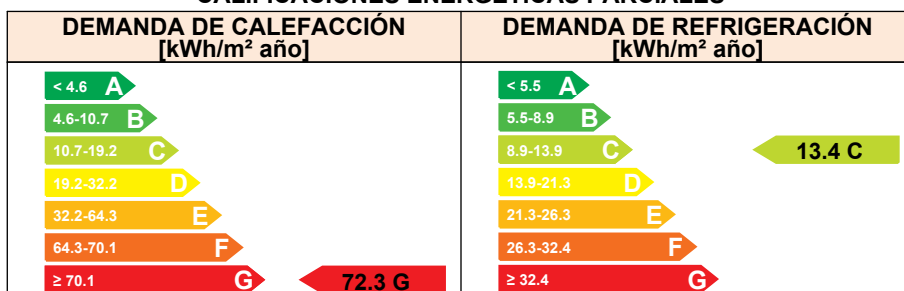 CALIFICACIONES ENERGÉTICAS PARCIALES
DEMANDA DE CALEFACCIÓN
[kWh/m² año]
< 4.6 A
4.6-10.7 B
10.7-19.2 C
19.2-32.2 D
32.2-64.3 E
64.3-70.1 F
≥ 70.1 G
72.3 G
DEMANDA DE REFRIGERACIÓN
[kWh/m² año]
< 5.5 A
5.5-8.9 B
8.9-13.9 C
13.4 C
13.9-21.3 D
21.3-26.3 E
26.3-32.4 F
≥ 32.4 G